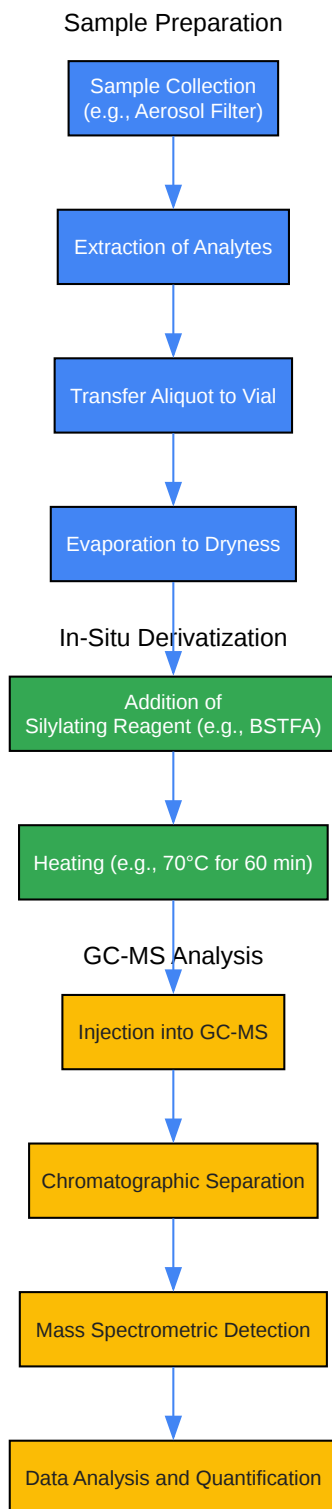 Sample Preparation
Sample Collection
(e.g., Aerosol Filter)
Extraction of Analytes
Transfer Aliquot to Vial
Evaporation to Dryness
In-Situ Derivatization
Addition of
Silylating Reagent (e.g., BSTFA)
Heating (e.g., 70°C for 60 min)
GC-MS Analysis
Injection into GC-MS
Chromatographic Separation
Mass Spectrometric Detection
Data Analysis and Quantification